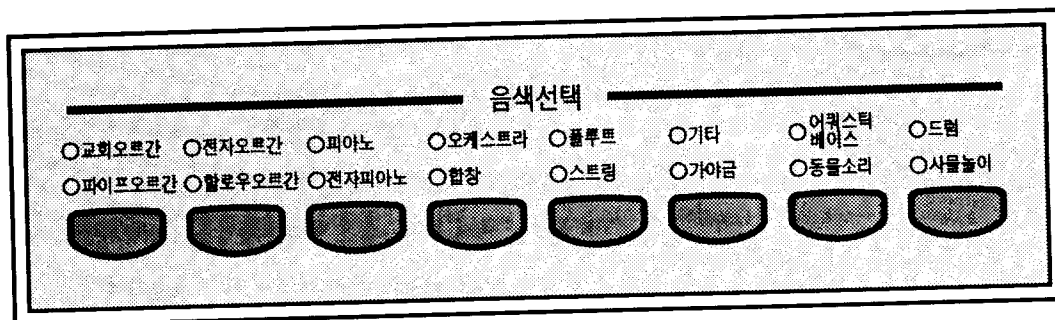 음색선택
○교회오르간 ○전자오르간 ○피아노 ○오케스트라 ○플루트 ○기타 ○어쿼스틱 베이스 ○드럼
○파이프오르간 ○할로우오르간 ○전자피아노 ○합창 ○스트링 ○가야금 ○동물소리 ○사물놀이